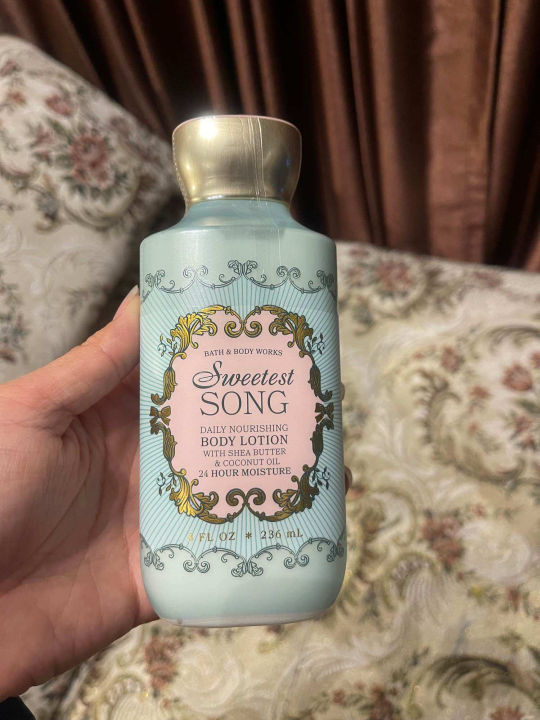 BATH & BODY WORKS
Sweetest
SONG
DAILY NOURISHING
BODY LOTION
WITH SHEA BUTTER
& COCONUT OIL
24 HOUR MOISTURE
8 FL OZ * 236 mL